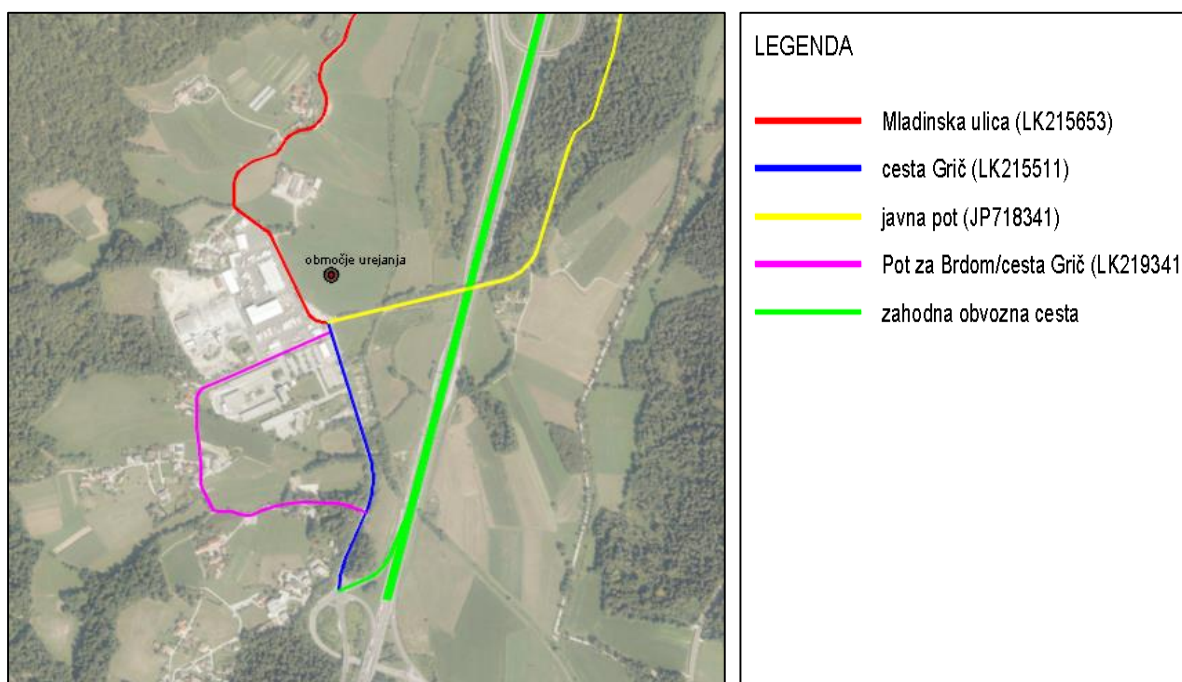 območje urejanja
LEGENDA
Mladinska ulica (LK215653)
cesta Grič (LK215511)
javna pot (JP718341)
Pot za Brdom/cesta Grič (LK219341
zahodna obvozna cesta